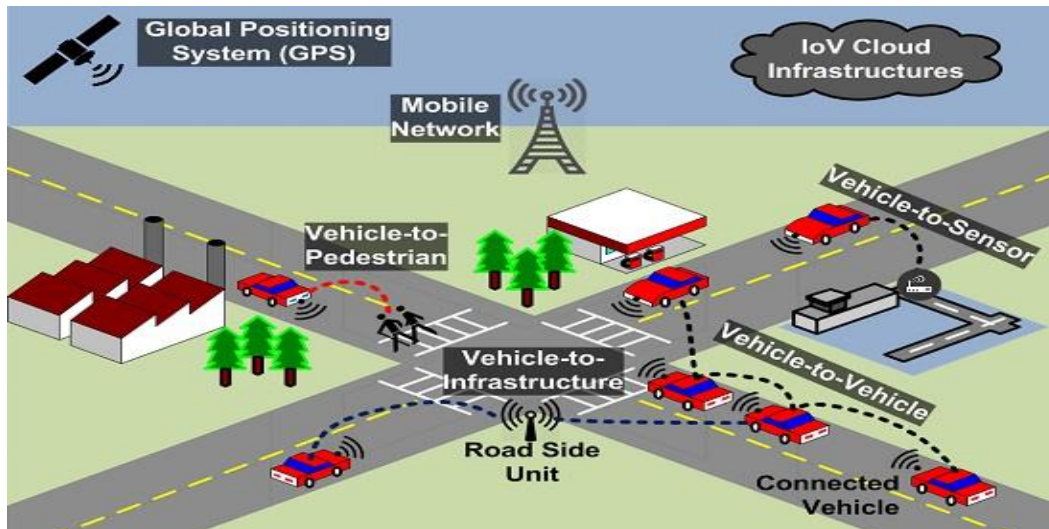 Global Positioning
System (GPS)
IoV Cloud
Infrastructures
Mobile
Network
Vehicle-to-Sensor
Vehicle-to-
Pedestrian
Vehicle-to-
Infrastructure
Vehicle-to-Vehicle
Road Side
Unit
Connected
Vehicle